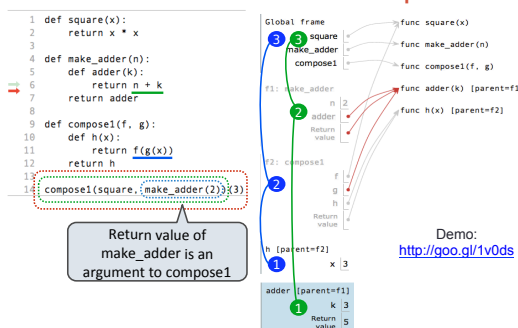 1 def square(x):
2 return x * x
3
4 def make_adder(n):
5 def adder(k):
6 return n + k
7 return adder
8
9 def compose1(f, g):
10 def h(x):
11 return f(g(x))
12 return h
13
14 compose1(square, make_adder(2))(3)
Return value of
make_adder is an
argument to compose1
Global frame
3 3 square
make_adder
compose1
f1: make_adder
n 2
2 adder
Return
value
f2: compose1
2 f
g
h
Return
value
h [parent=f2]
1 x 3
adder [parent=f1]
1 k 3
Return
value 5
func square(x)
func make_adder(n)
func compose1(f, g)
func adder(k) [parent=f1
func h(x) [parent=f2]
Demo:
http://goo.gl/1v0ds